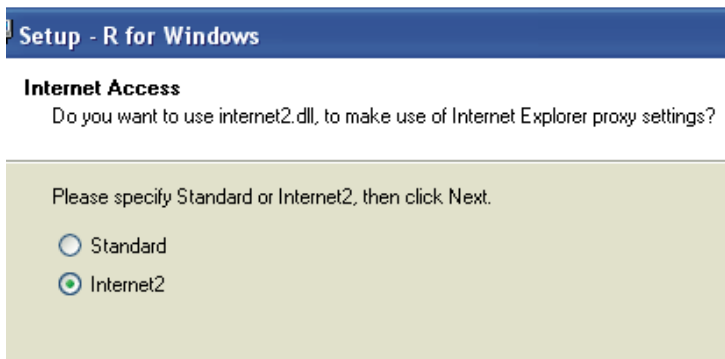 Setup - R for Windows
Internet Access
Do you want to use internet2.dll, to make use of Internet Explorer proxy settings?
Please specify Standard or Internet2, then click Next.
Standard
Internet2